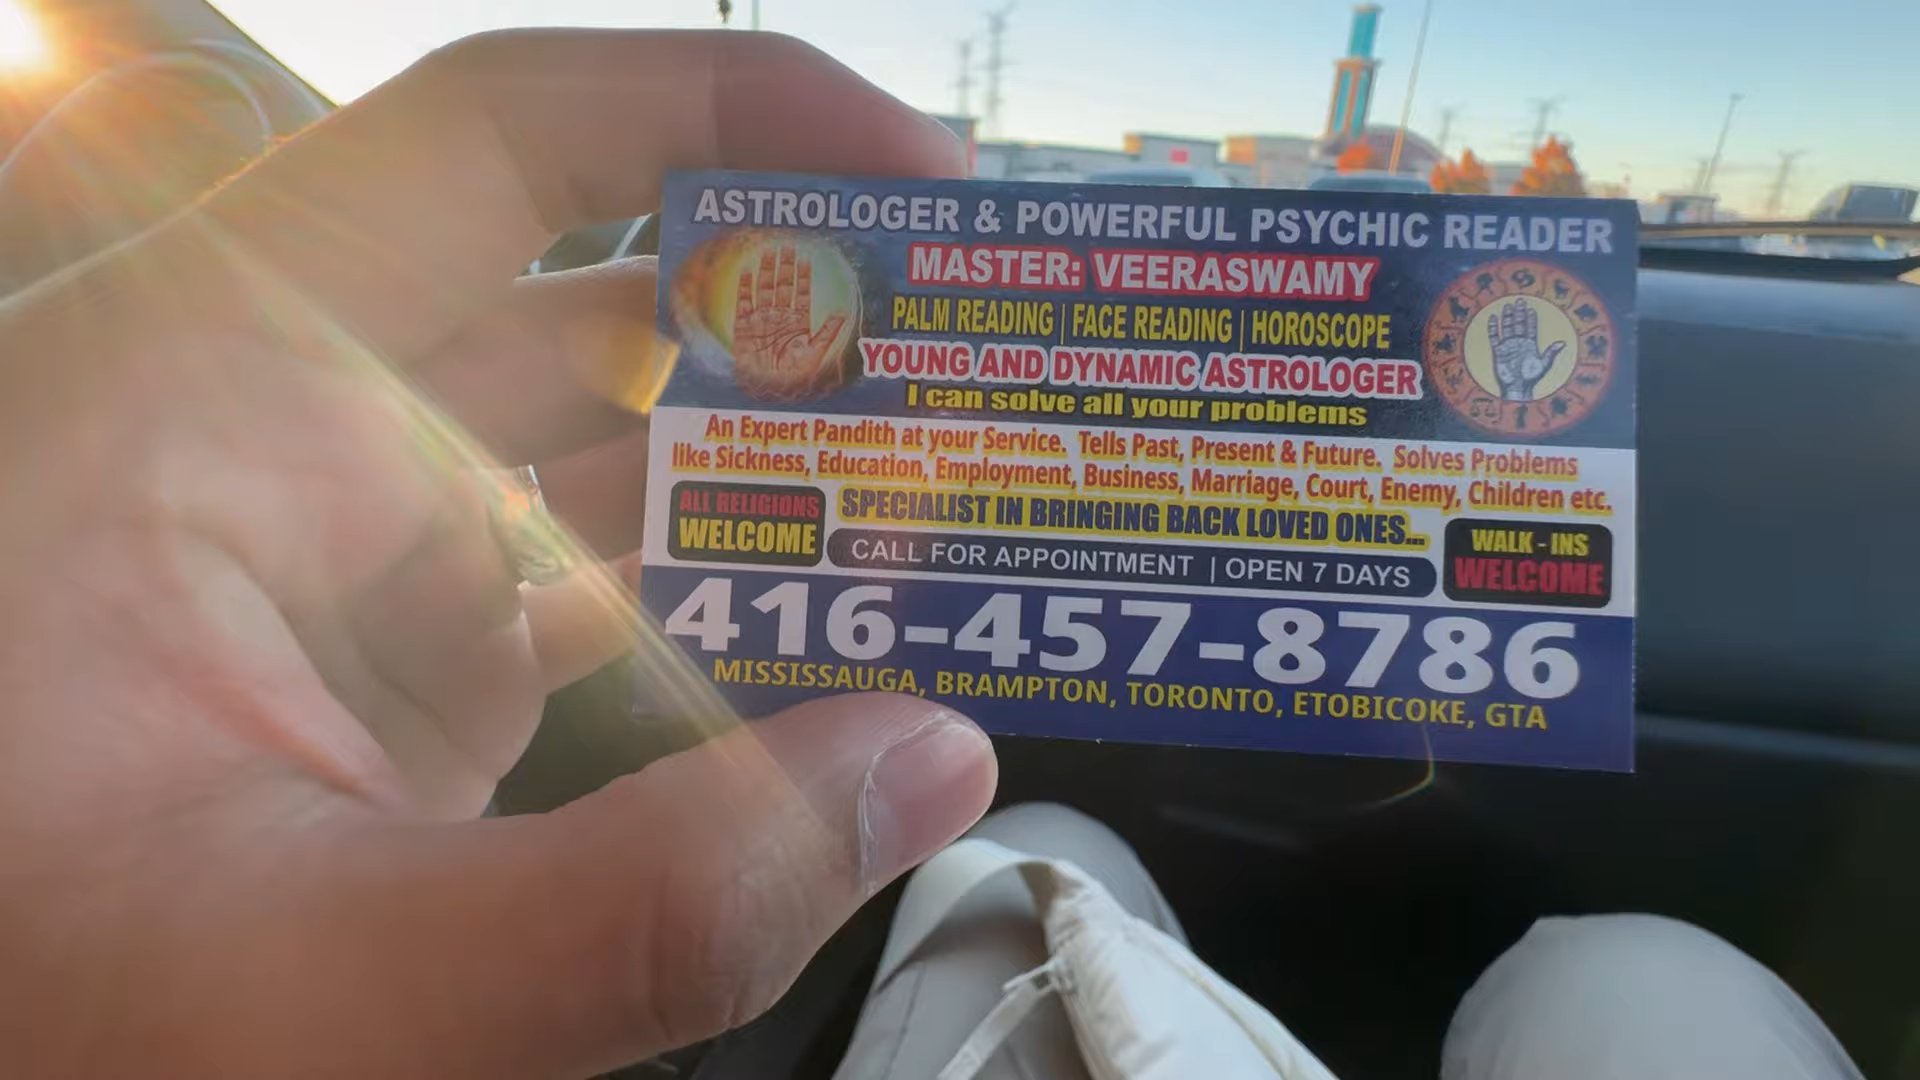 ASTROLOGER & POWERFUL PSYCHIC READER
MASTER: VEERASWAMY
PALM READING | FACE READING | HOROSCOPE
YOUNG AND DYNAMIC ASTROLOGER
I can solve all your problems
An Expert Pandith at your Service. Tells Past, Present & Future. Solves Problems
like Sickness, Education, Employment, Business, Marriage, Court, Enemy, Children etc.
ALL RELIGIONS
WELCOME
SPECIALIST IN BRINGING BACK LOVED ONES...
CALL FOR APPOINTMENT | OPEN 7 DAYS
WALK - INS
WELCOME
416-457-8786
MISSISSAUGA, BRAMPTON, TORONTO, ETOBICOKE, GTA